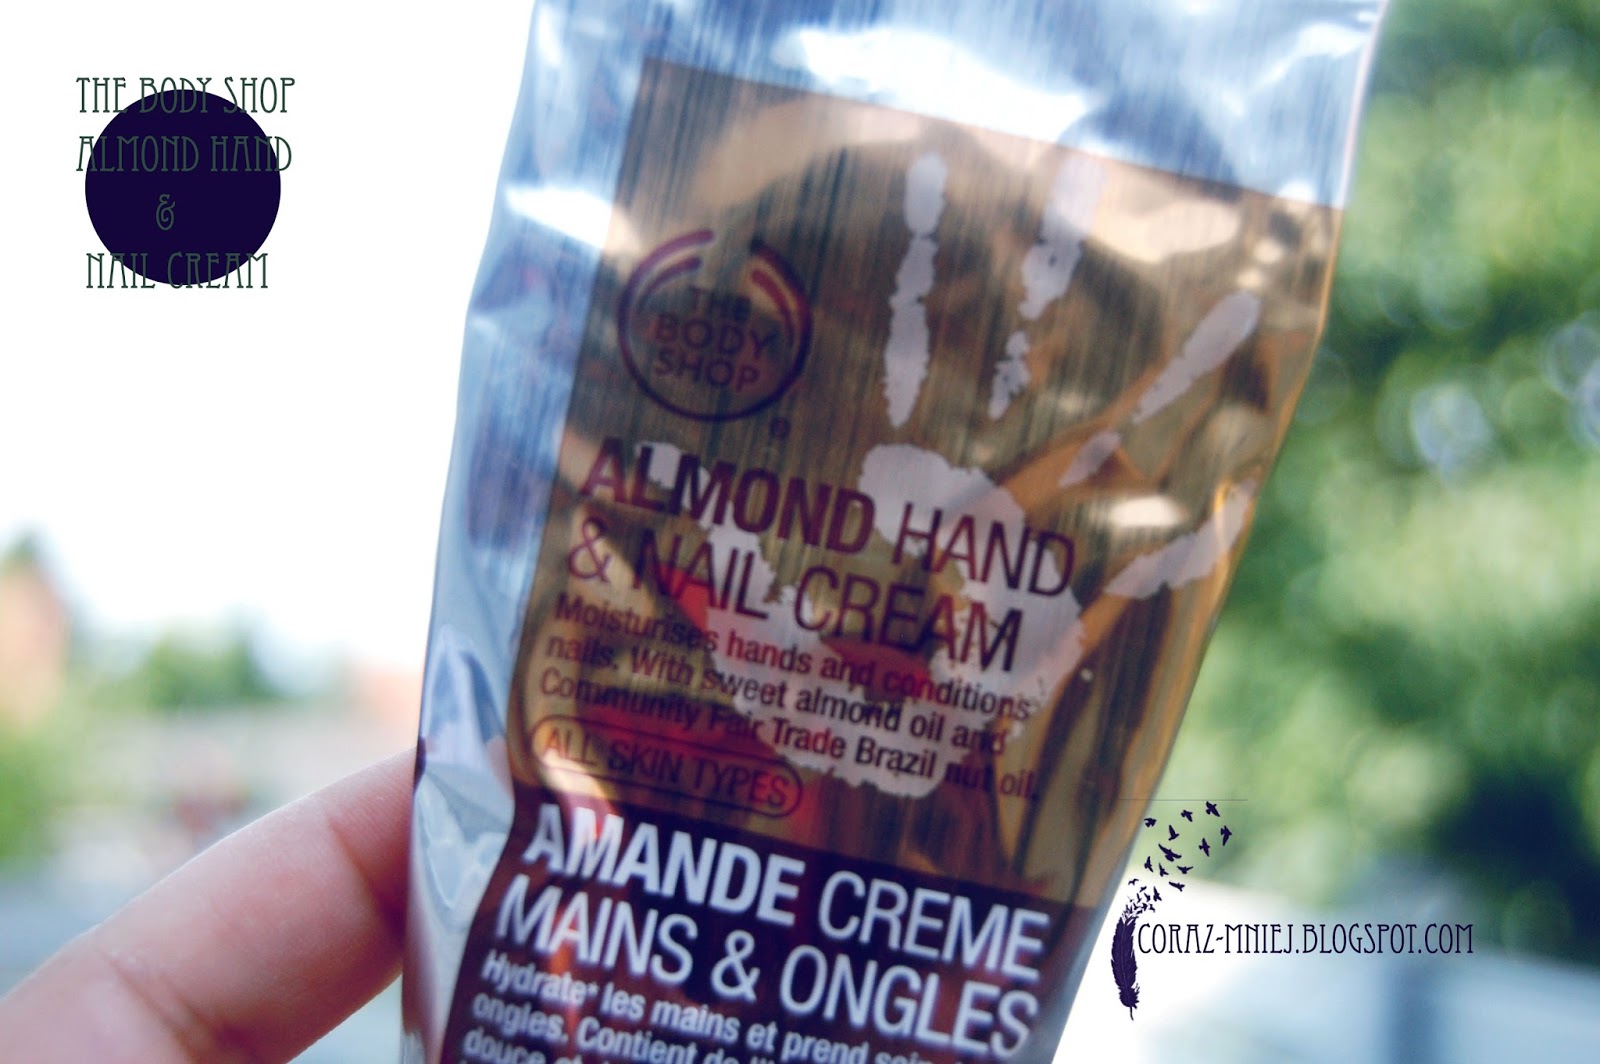 THE BODY SHOP
ALMOND HAND
&
NAIL CREAM
THE
BODY
SHOP
®
ALMOND HAND
& NAIL CREAM
Moisturises hands and conditions
nails. With sweet almond oil and
Community Fair Trade Brazil nut oil.
ALL SKIN TYPES
AMANDE CREME
MAINS & ONGLES
Hydrate* les mains et prend soin
ongles. Contient de
douce et
CORAZ-MNIEJ.BLOGSPOT.COM